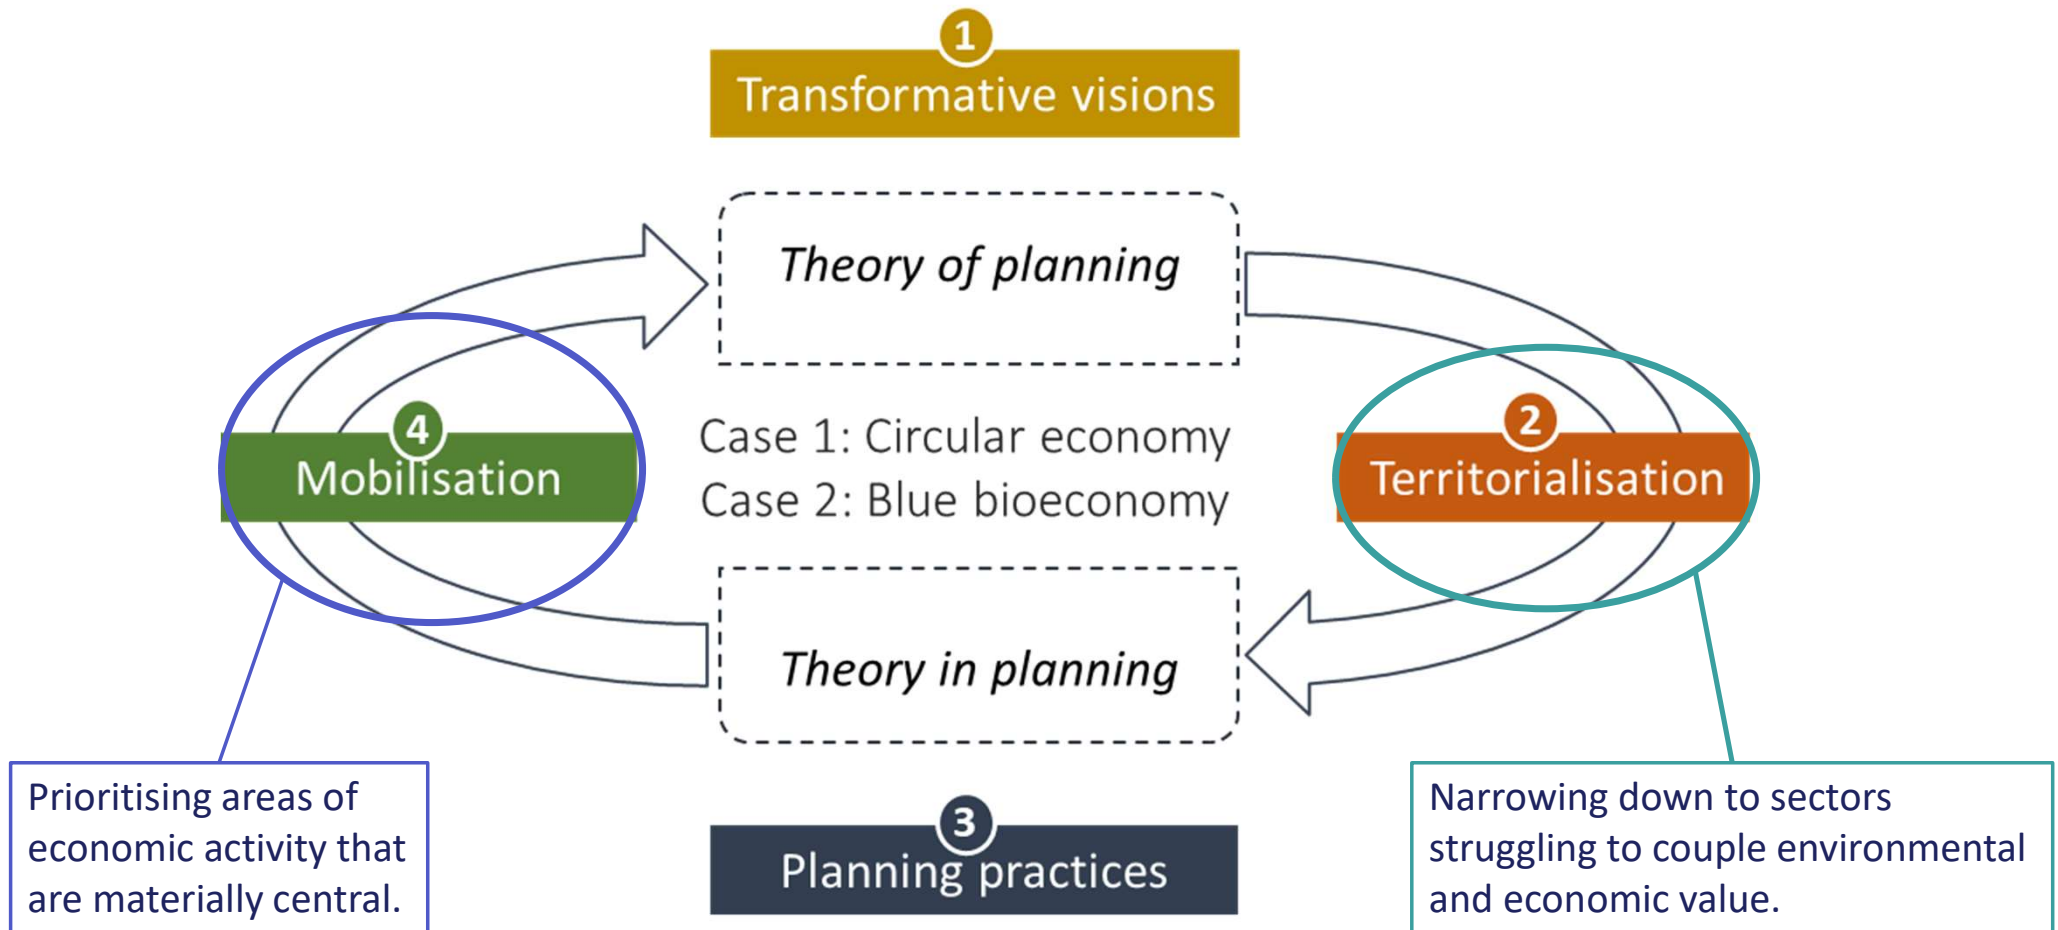 1
Transformative visions
Theory of planning
4
Mobilisation
Case 1: Circular economy
Case 2: Blue bioeconomy
2
Territorialisation
Theory in planning
Prioritising areas of
economic activity that
are materially central.
3
Planning practices
Narrowing down to sectors
struggling to couple environmental
and economic value.